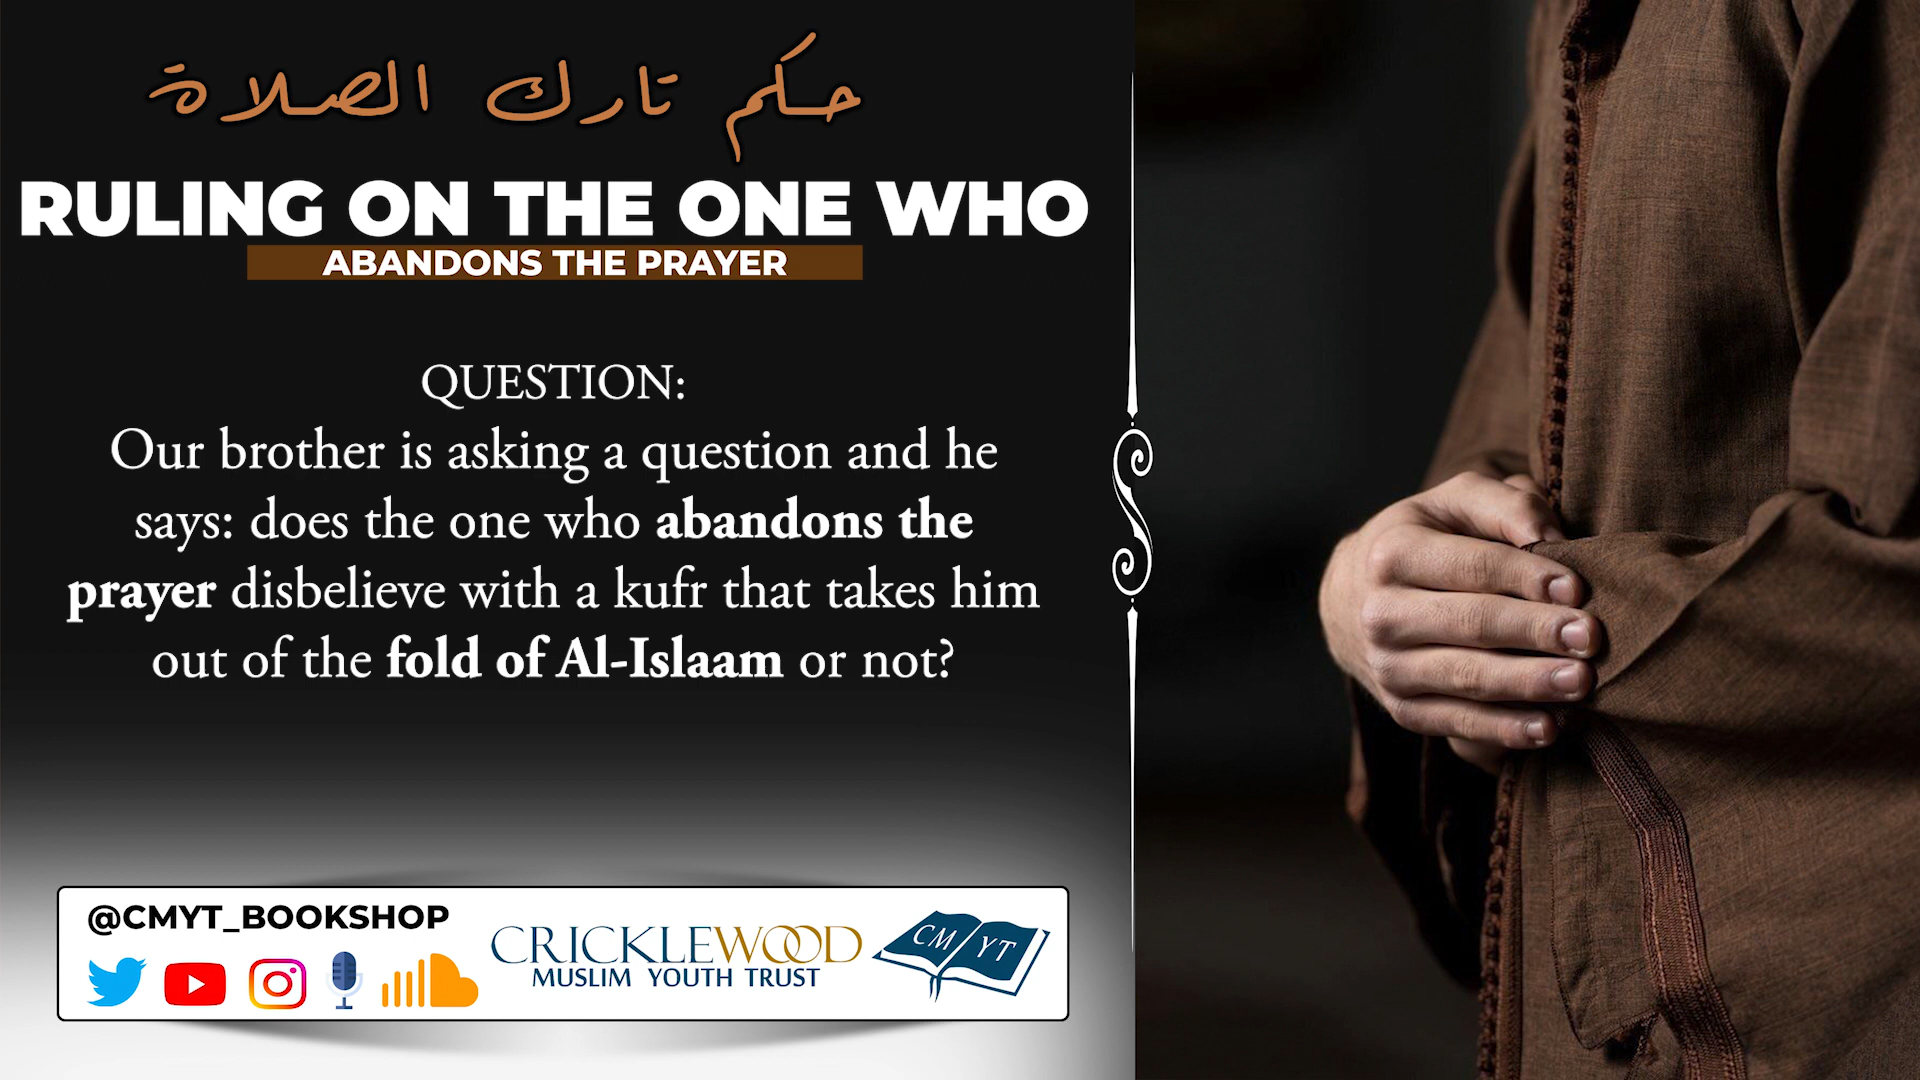 حكم تارك الصلاة
RULING ON THE ONE WHO
ABANDONS THE PRAYER
QUESTION:
Our brother is asking a question and he
says: does the one who abandons the
prayer disbelieve with a kufr that takes him
out of the fold of Al-Islaam or not?
@CMYT_BOOKSHOP
CRICKLEWOOD
MUSLIM YOUTH TRUST
CM YT